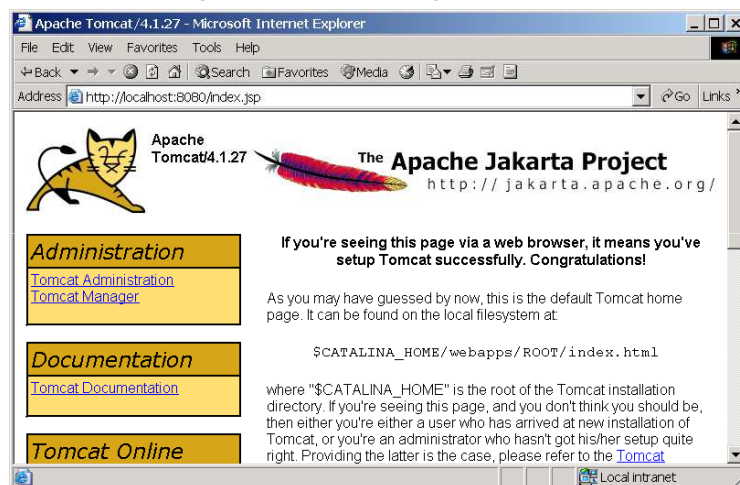 Apache Tomcat/4.1.27 - Microsoft Internet Explorer
File Edit View Favorites Tools Help
Back Search Favorites Media
Address http://localhost:8080/index.jsp Go Links
Apache
Tomcat/4.1.27
The Apache Jakarta Project
http://jakarta.apache.org/
Administration
Tomcat Administration
Tomcat Manager
Documentation
Tomcat Documentation
Tomcat Online
If you're seeing this page via a web browser, it means you've
setup Tomcat successfully. Congratulations!
As you may have guessed by now, this is the default Tomcat home
page. It can be found on the local filesystem at:
$CATALINA_HOME/webapps/ROOT/index.html
where "$CATALINA_HOME" is the root of the Tomcat installation
directory. If you're seeing this page, and you don't think you should be,
then either you're either a user who has arrived at new installation of
Tomcat, or you're an administrator who hasn't got his/her setup quite
right. Providing the latter is the case, please refer to the Tomcat
Local intranet